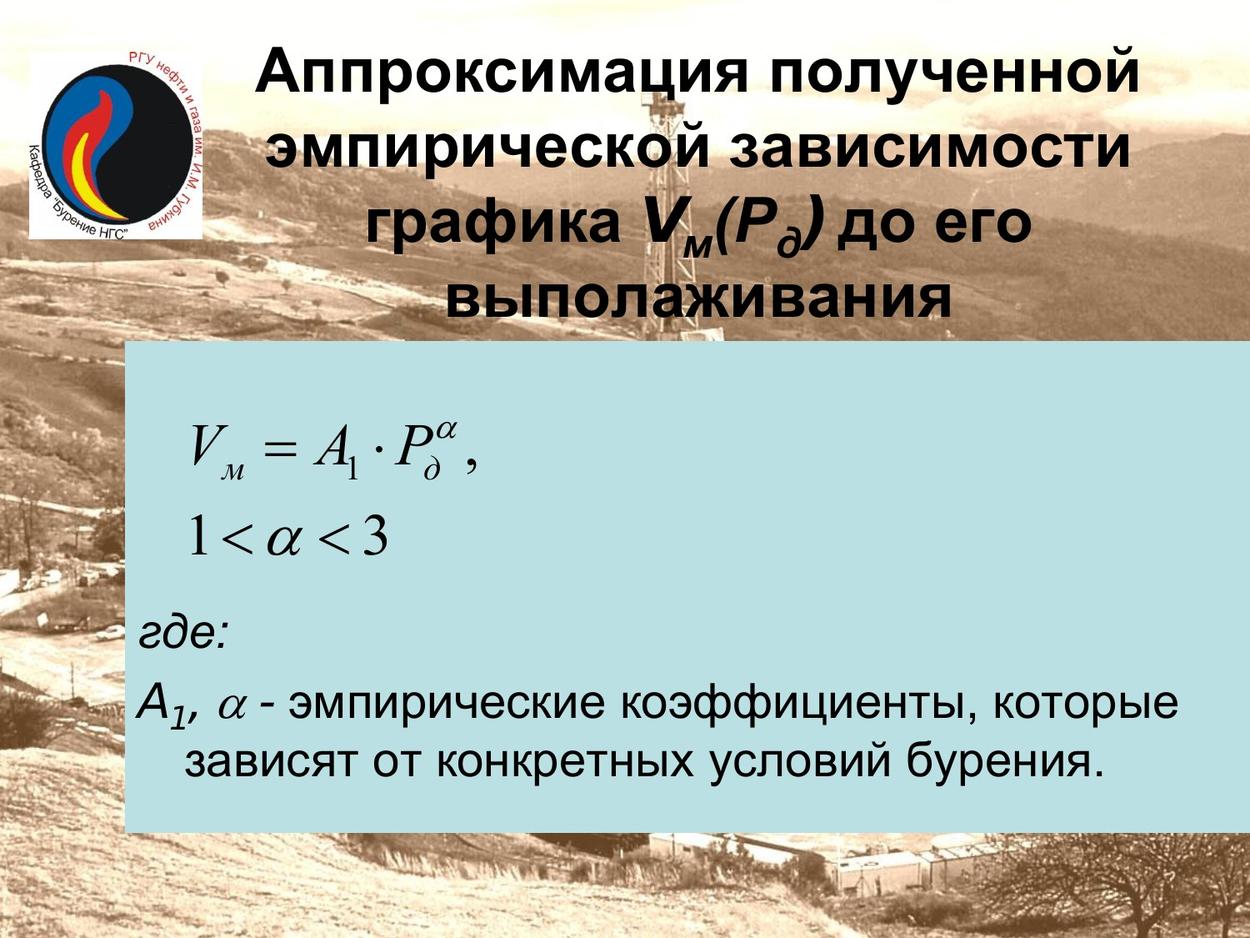 РГУ нефти и газа им. И.М. Губкина
Кафедра "Бурение НГС"
Аппроксимация полученной
эмпирической зависимости
графика Vм(Pд) до его
выполаживания
Vм = A₁ · Pд^α ,
1 < α < 3
где:
А₁, α - эмпирические коэффициенты, которые
зависят от конкретных условий бурения.